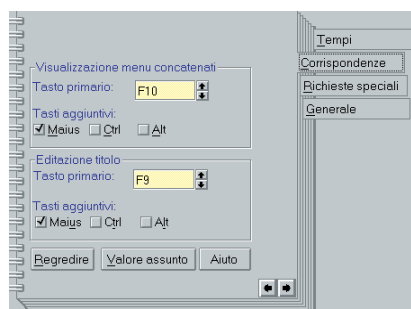 Tempi
Corrispondenze
Richieste speciali
Generale
Visualizzazione menu concatenati
Tasto primario: F10
Tasti aggiuntivi:
Maius Ctrl Alt
Editazione titolo
Tasto primario: F9
Tasti aggiuntivi:
Maius Ctrl Alt
Regredire Valore assunto Aiuto